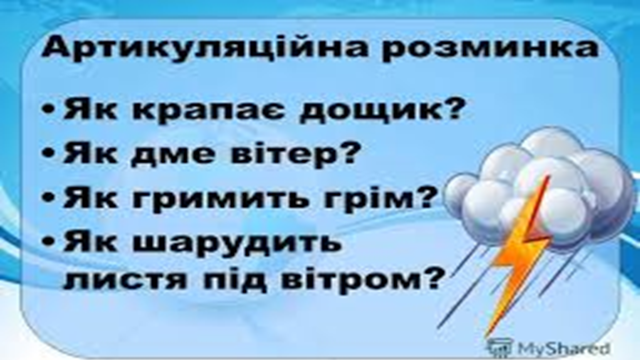 Артикуляційна розминка
• Як крапає дощик?
• Як дме вітер?
• Як гримить грім?
• Як шарудить
листя під вітром?
MyShared